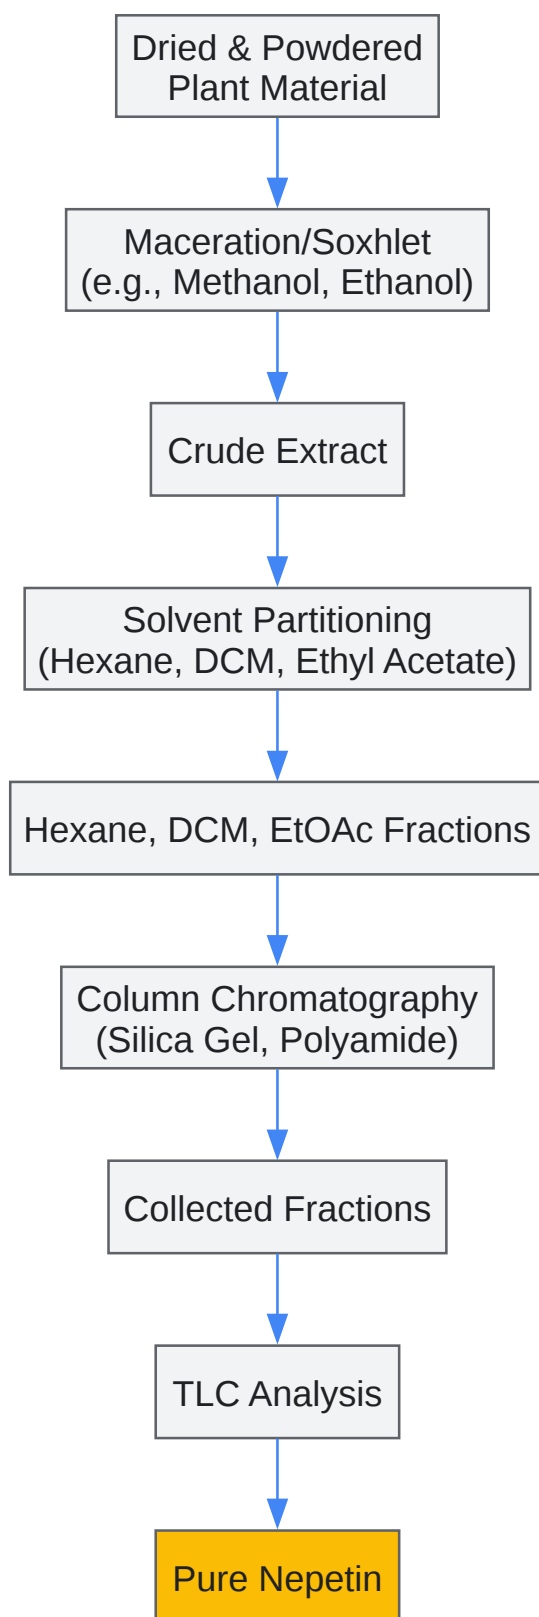 Dried & Powdered
Plant Material
Maceration/Soxhlet
(e.g., Methanol, Ethanol)
Crude Extract
Solvent Partitioning
(Hexane, DCM, Ethyl Acetate)
Hexane, DCM, EtOAc Fractions
Column Chromatography
(Silica Gel, Polyamide)
Collected Fractions
TLC Analysis
Pure Nepetin